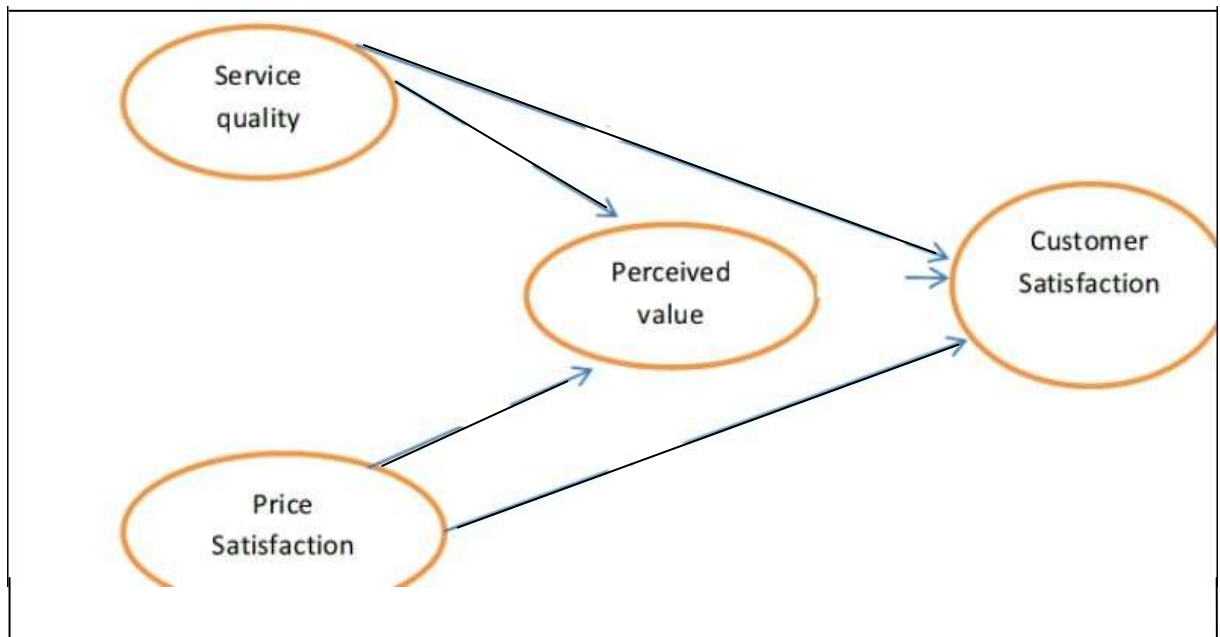 Service
quality
Perceived
value
Customer
Satisfaction
Price
Satisfaction